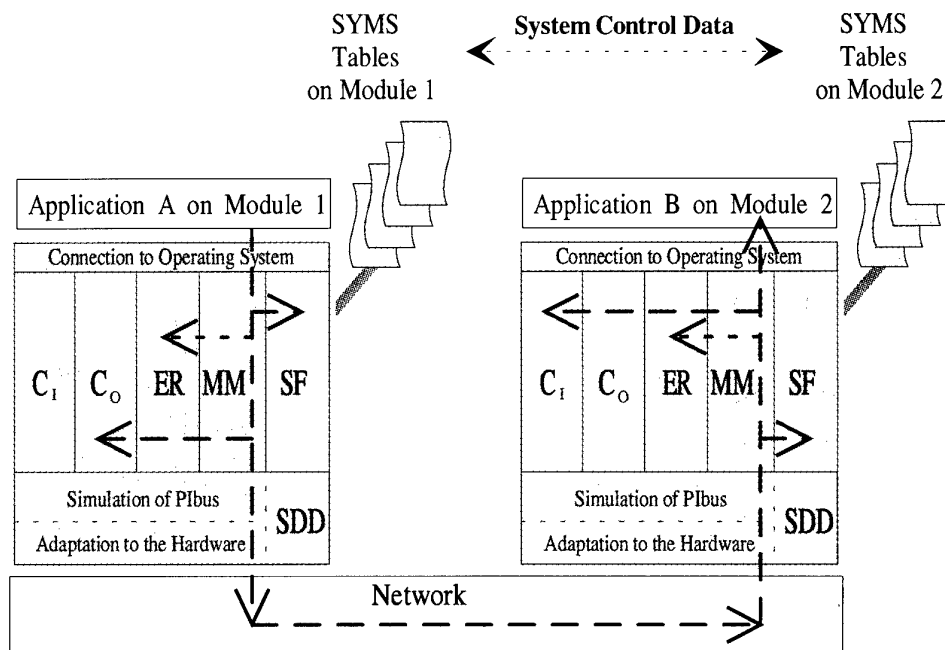 SYMS
Tables
on Module 1
System Control Data
SYMS
Tables
on Module 2
Application A on Module 1
Connection to Operating System
C_I C_O ER MM SF
Simulation of PIbus
SDD
Adaptation to the Hardware
Application B on Module 2
Connection to Operating System
C_I C_O ER MM SF
Simulation of PIbus
SDD
Adaptation to the Hardware
Network